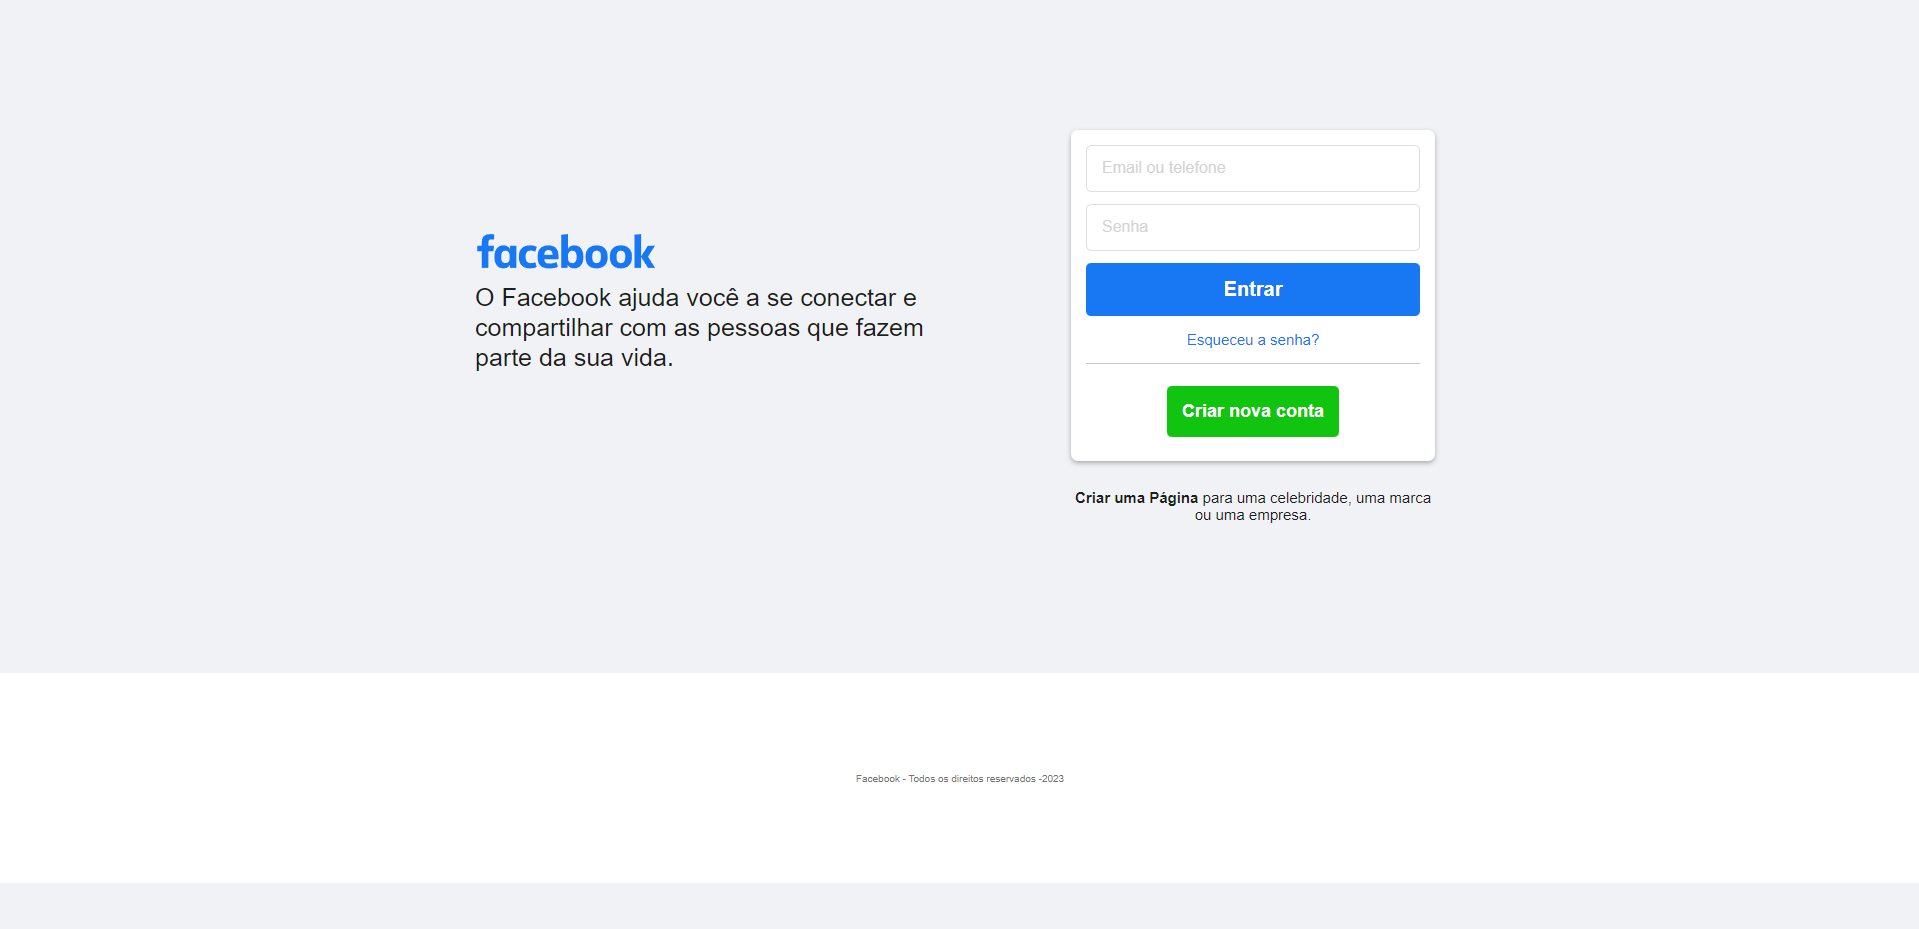 facebook
O Facebook ajuda você a se conectar e
compartilhar com as pessoas que fazem
parte da sua vida.
Email ou telefone
Senha
Entrar
Esqueceu a senha?
Criar nova conta
Criar uma Página para uma celebridade, uma marca
ou uma empresa.
Facebook - Todos os direitos reservados -2023